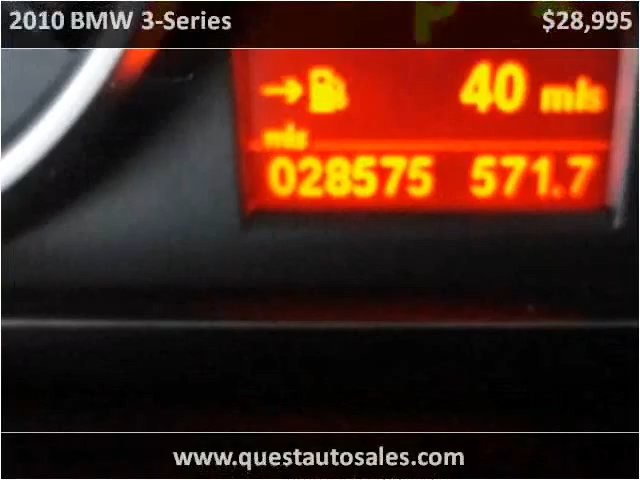 2010 BMW 3-Series $28,995
P
→ 40 mls
mls
028575 571.7
www.questautosales.com